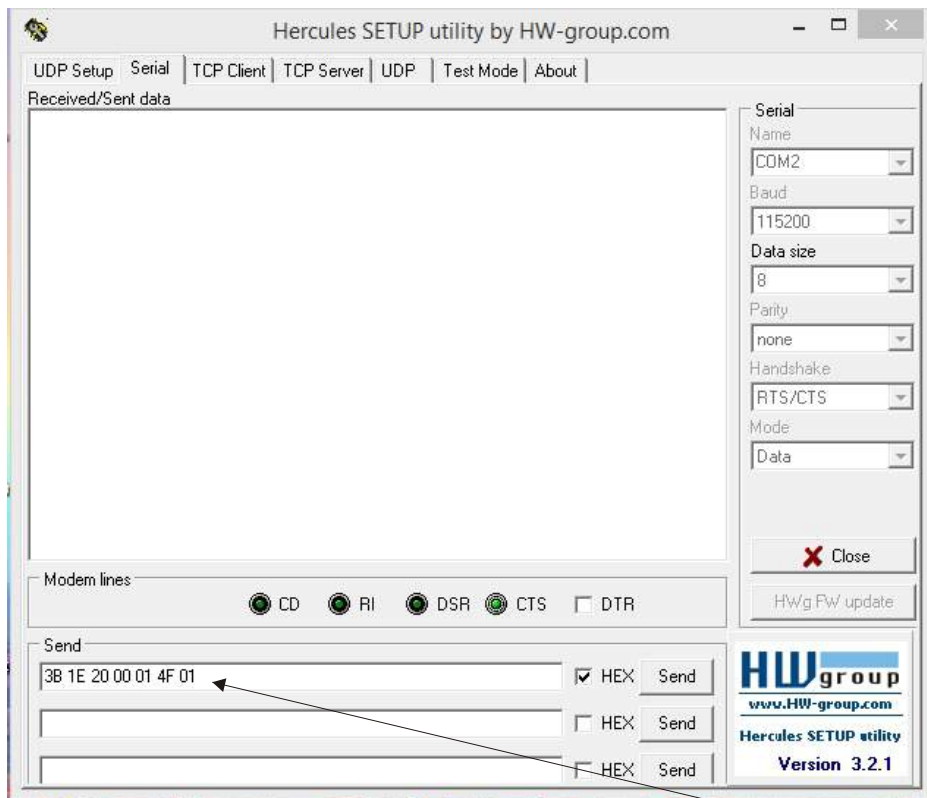 Hercules SETUP utility by HW-group.com
UDP Setup Serial TCP Client TCP Server UDP Test Mode About
Received/Sent data
Serial
Name
COM2
Baud
115200
Data size
8
Parity
none
Handshake
RTS/CTS
Mode
Data
Close
HWg FW update
Modem lines
CD RI DSR CTS DTR
Send
3B 1E 20 00 01 4F 01 HEX Send
HEX Send
HEX Send
HW group
www.HW-group.com
Hercules SETUP utility
Version 3.2.1